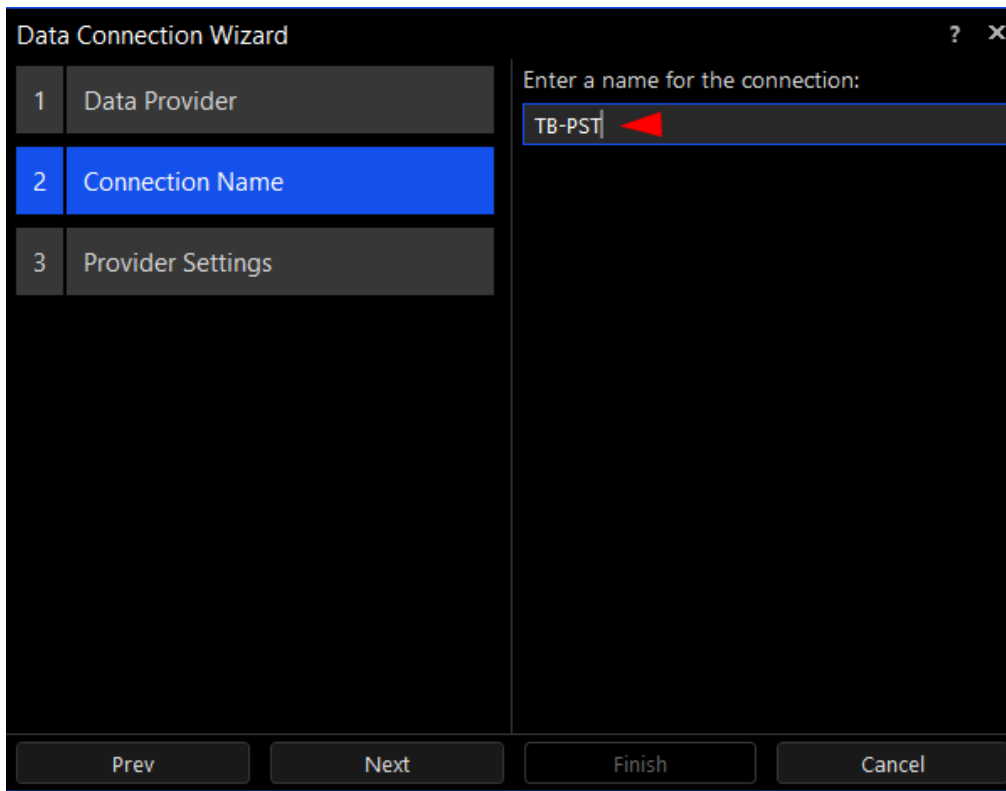 Data Connection Wizard ? X
1 Data Provider
2 Connection Name
3 Provider Settings
Enter a name for the connection:
TB-PST
Prev Next Finish Cancel